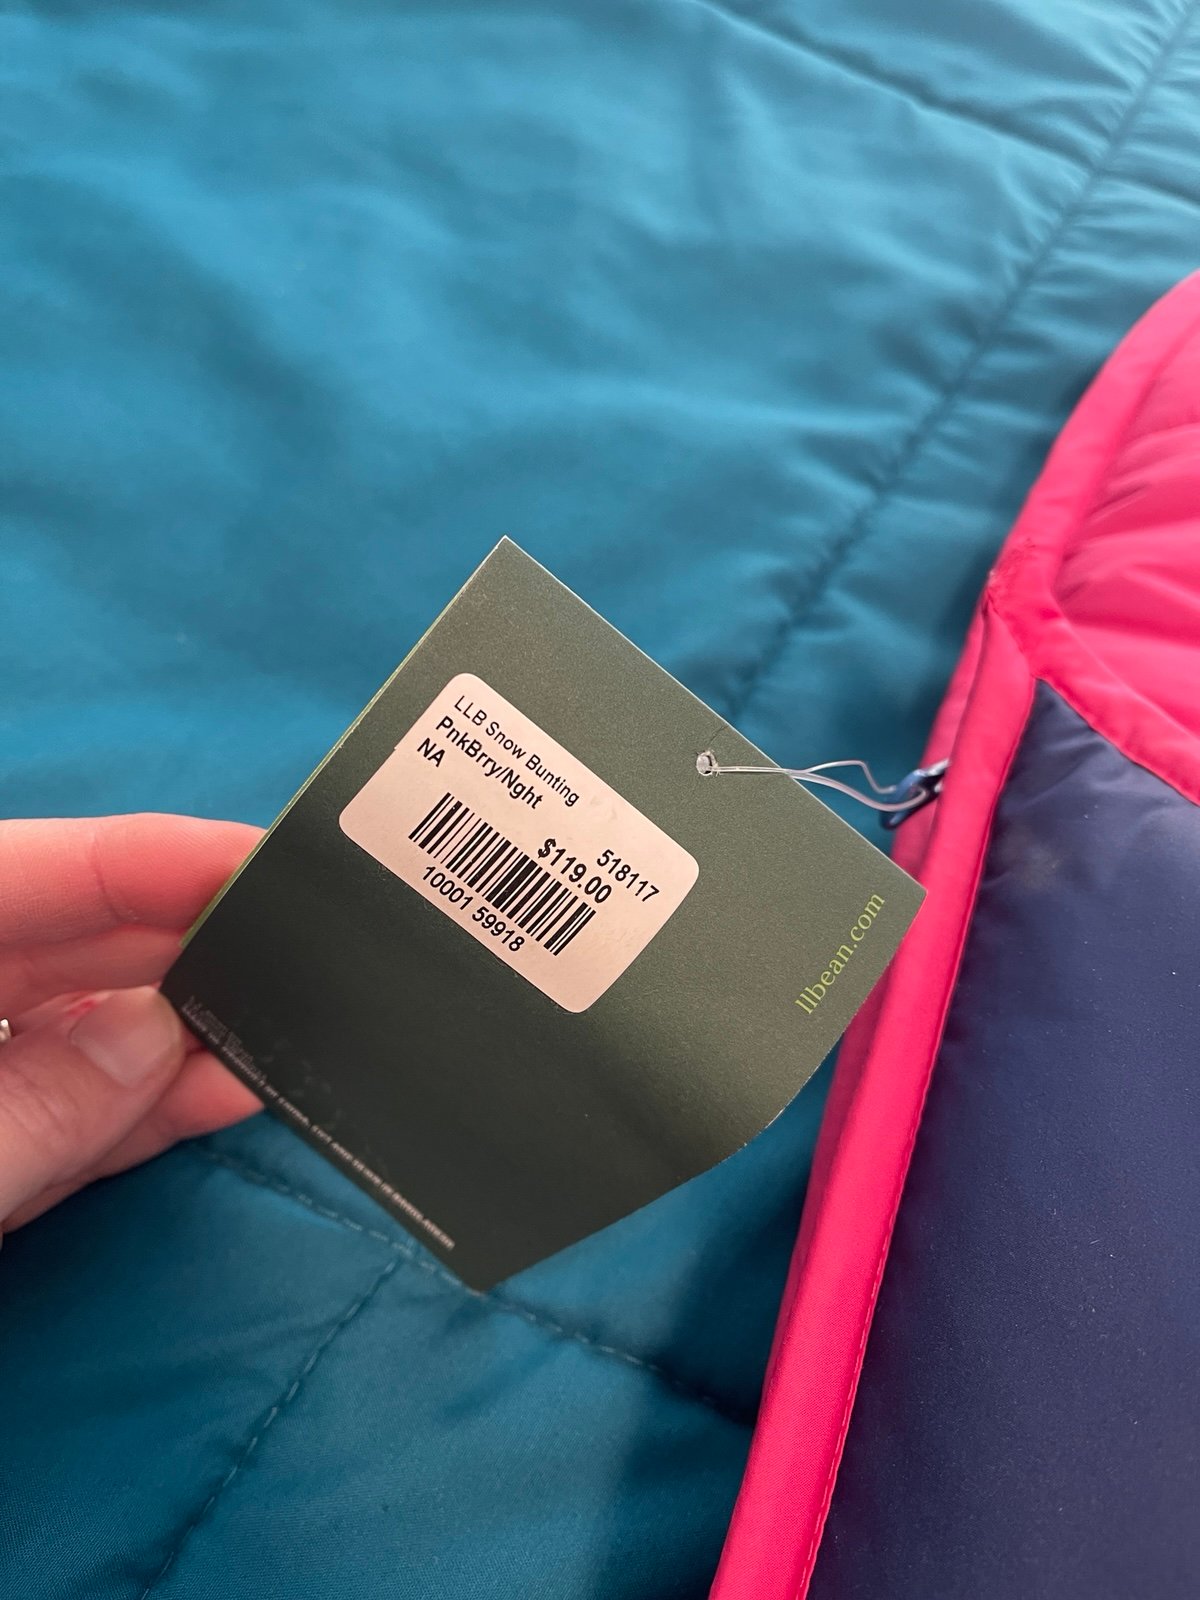 LLB Snow Bunting
PnkBrry/Nght
NA
518117
$119.00
10001 59918
llbean.com